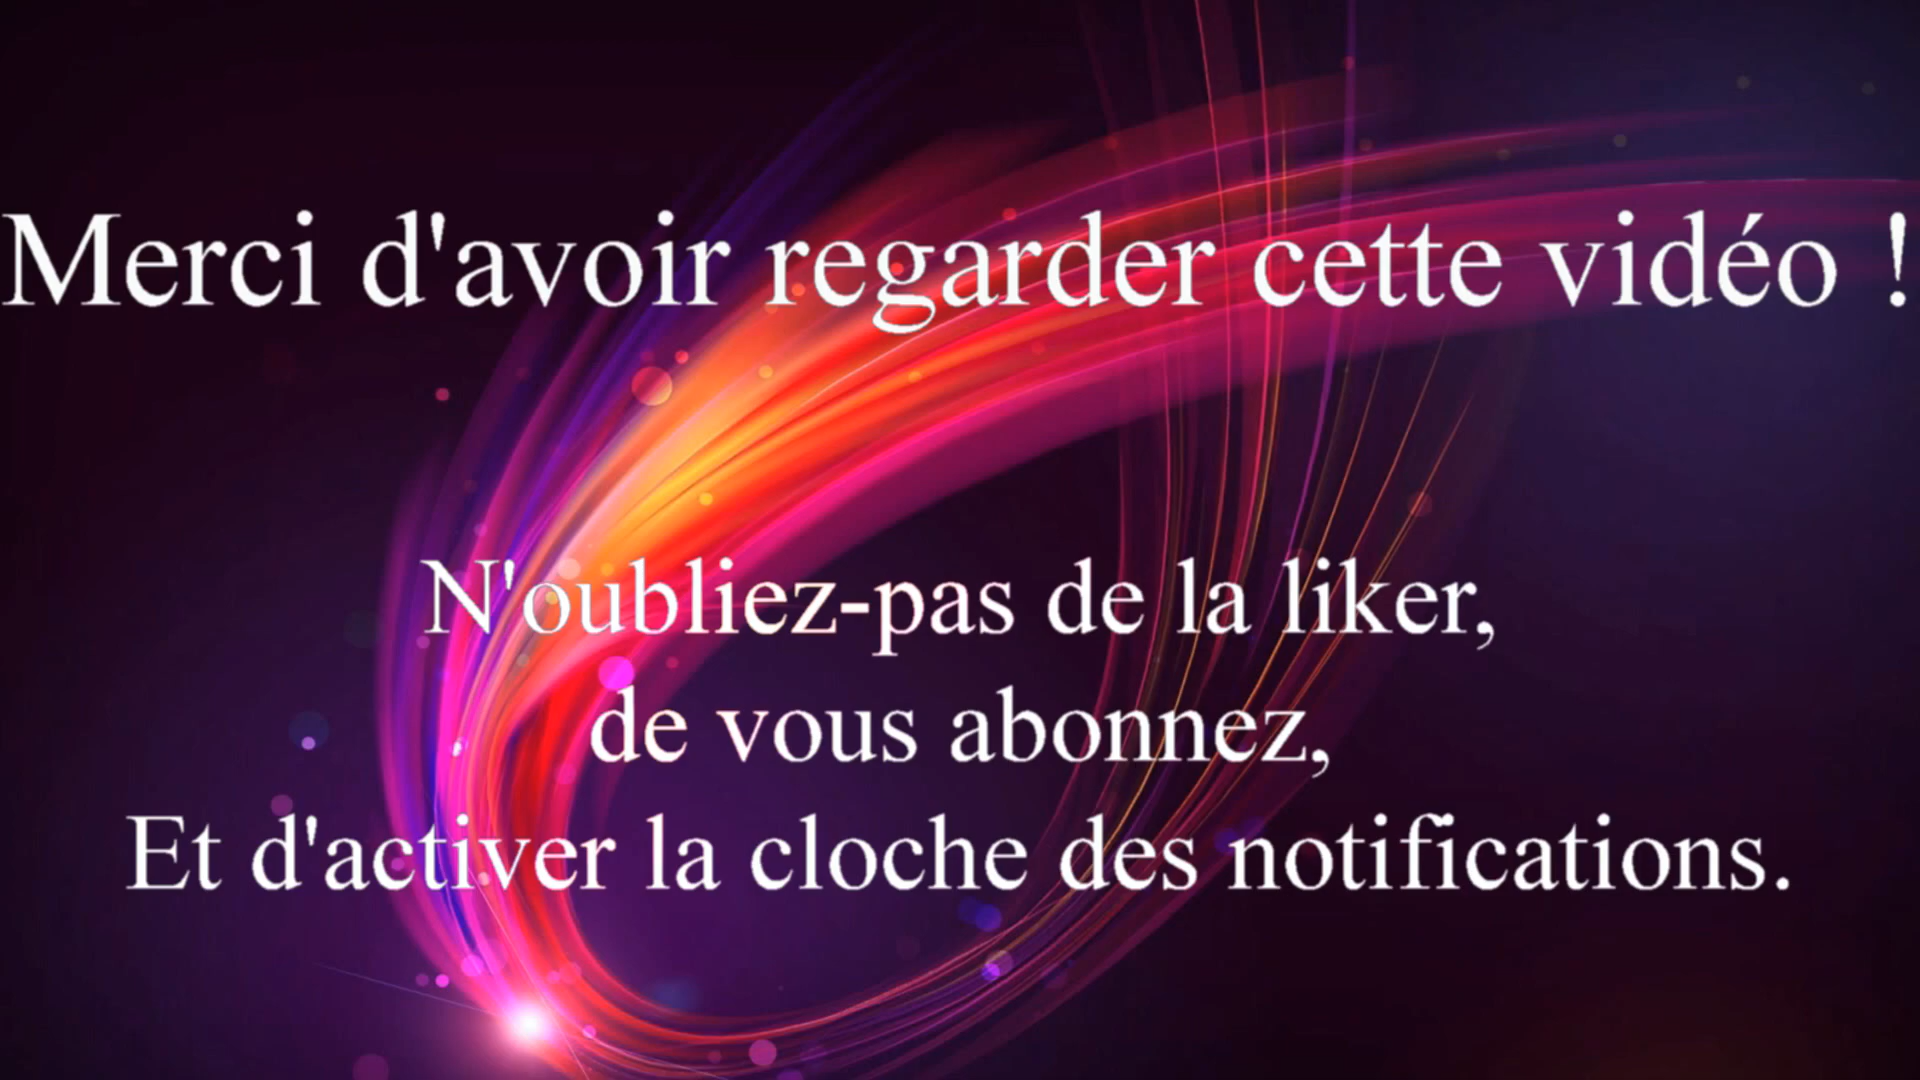 Merci d'avoir regarder cette vidéo !
N'oubliez-pas de la liker,
de vous abonnez,
Et d'activer la cloche des notifications.